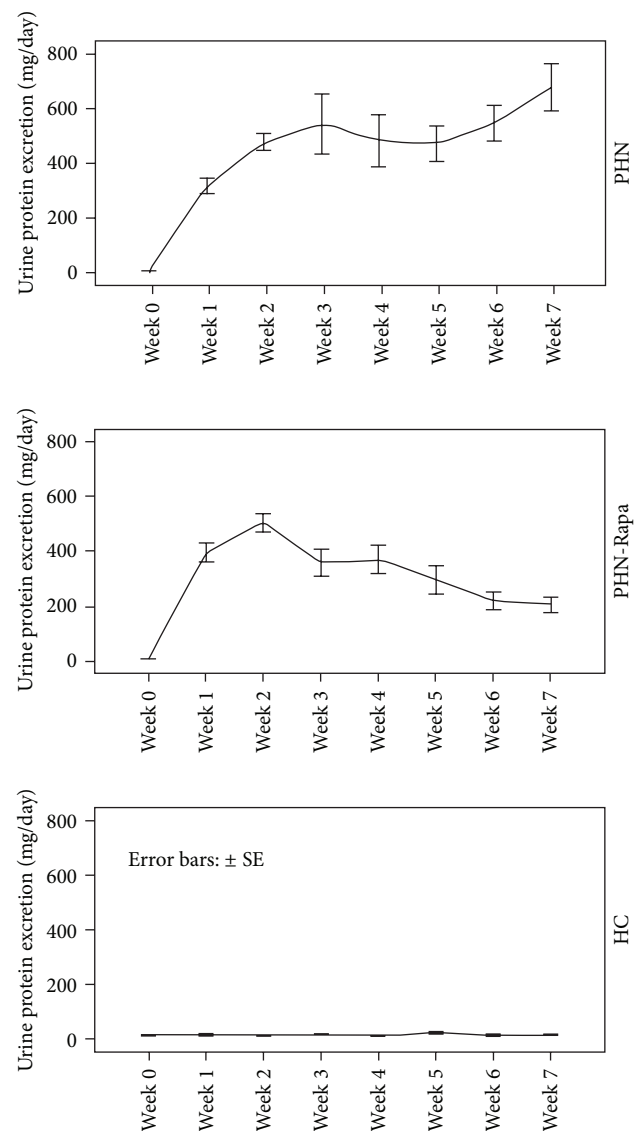 Urine protein excretion (mg/day)
800
600
400
200
0
Week 0
Week 1
Week 2
Week 3
Week 4
Week 5
Week 6
Week 7
PHN
Urine protein excretion (mg/day)
800
600
400
200
0
Week 0
Week 1
Week 2
Week 3
Week 4
Week 5
Week 6
Week 7
PHN-Rapa
Urine protein excretion (mg/day)
800
600
400
200
0
Error bars: ± SE
Week 0
Week 1
Week 2
Week 3
Week 4
Week 5
Week 6
Week 7
HC